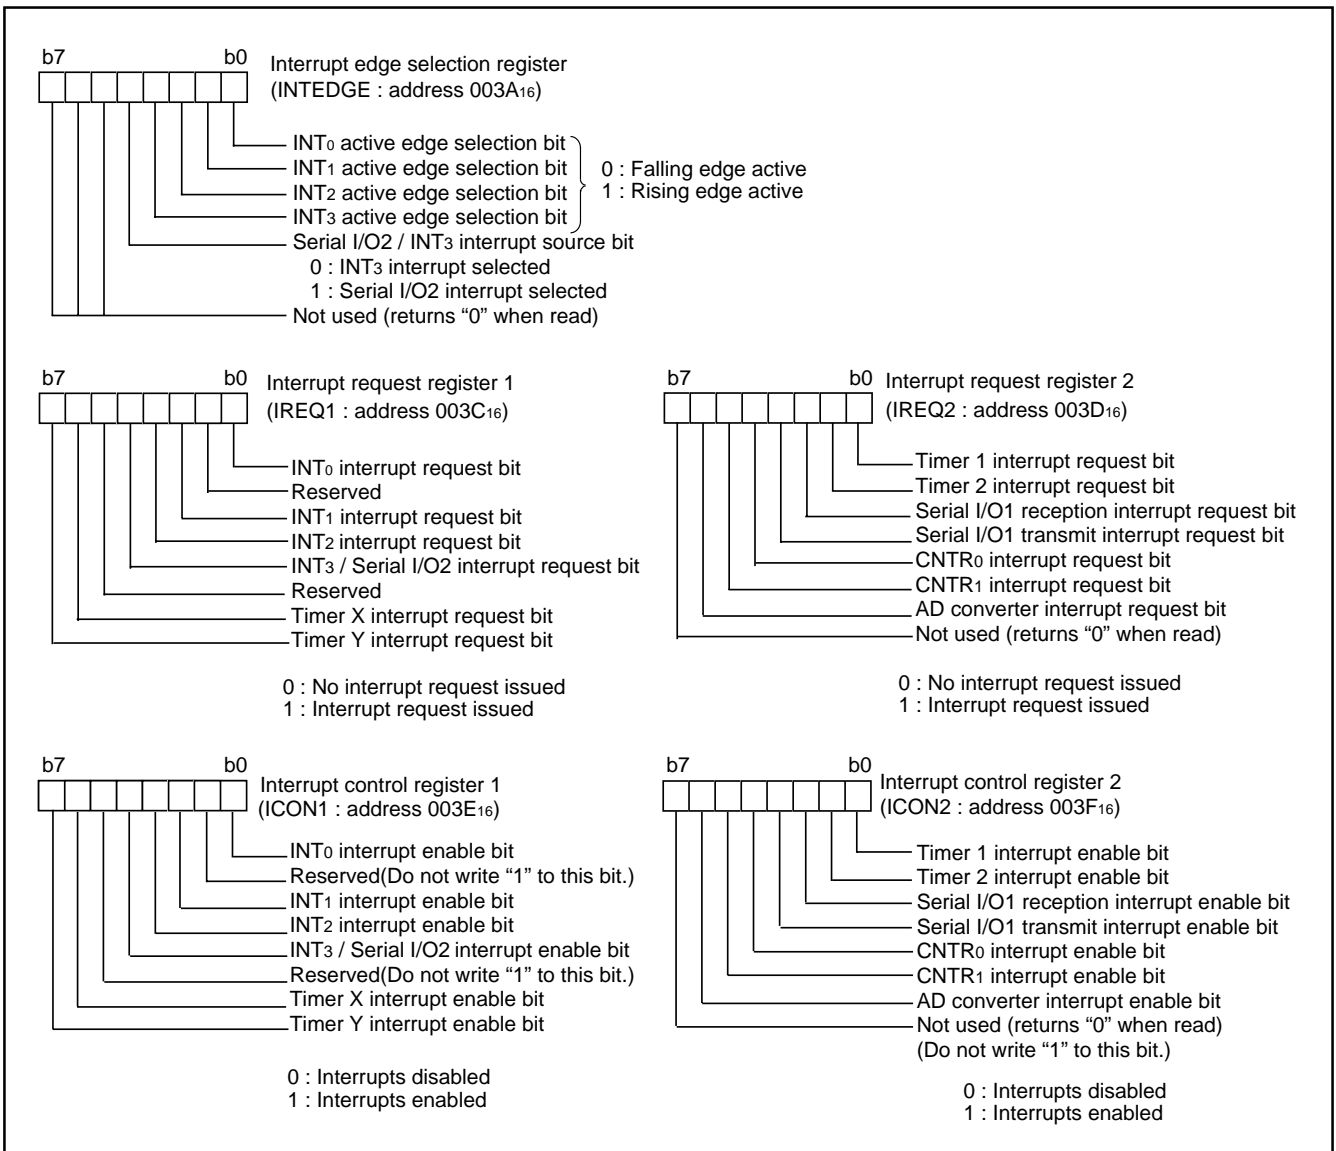 b7 b0 Interrupt edge selection register
(INTEDGE : address 003A16)
INT0 active edge selection bit
INT1 active edge selection bit
INT2 active edge selection bit
INT3 active edge selection bit
0 : Falling edge active
1 : Rising edge active
Serial I/O2 / INT3 interrupt source bit
0 : INT3 interrupt selected
1 : Serial I/O2 interrupt selected
Not used (returns “0” when read)
b7 b0 Interrupt request register 1
(IREQ1 : address 003C16)
INT0 interrupt request bit
Reserved
INT1 interrupt request bit
INT2 interrupt request bit
INT3 / Serial I/O2 interrupt request bit
Reserved
Timer X interrupt request bit
Timer Y interrupt request bit
0 : No interrupt request issued
1 : Interrupt request issued
b7 b0 Interrupt request register 2
(IREQ2 : address 003D16)
Timer 1 interrupt request bit
Timer 2 interrupt request bit
Serial I/O1 reception interrupt request bit
Serial I/O1 transmit interrupt request bit
CNTR0 interrupt request bit
CNTR1 interrupt request bit
AD converter interrupt request bit
Not used (returns “0” when read)
0 : No interrupt request issued
1 : Interrupt request issued
b7 b0 Interrupt control register 1
(ICON1 : address 003E16)
INT0 interrupt enable bit
Reserved(Do not write “1” to this bit.)
INT1 interrupt enable bit
INT2 interrupt enable bit
INT3 / Serial I/O2 interrupt enable bit
Reserved(Do not write “1” to this bit.)
Timer X interrupt enable bit
Timer Y interrupt enable bit
0 : Interrupts disabled
1 : Interrupts enabled
b7 b0 Interrupt control register 2
(ICON2 : address 003F16)
Timer 1 interrupt enable bit
Timer 2 interrupt enable bit
Serial I/O1 reception interrupt enable bit
Serial I/O1 transmit interrupt enable bit
CNTR0 interrupt enable bit
CNTR1 interrupt enable bit
AD converter interrupt enable bit
Not used (returns “0” when read)
(Do not write “1” to this bit.)
0 : Interrupts disabled
1 : Interrupts enabled